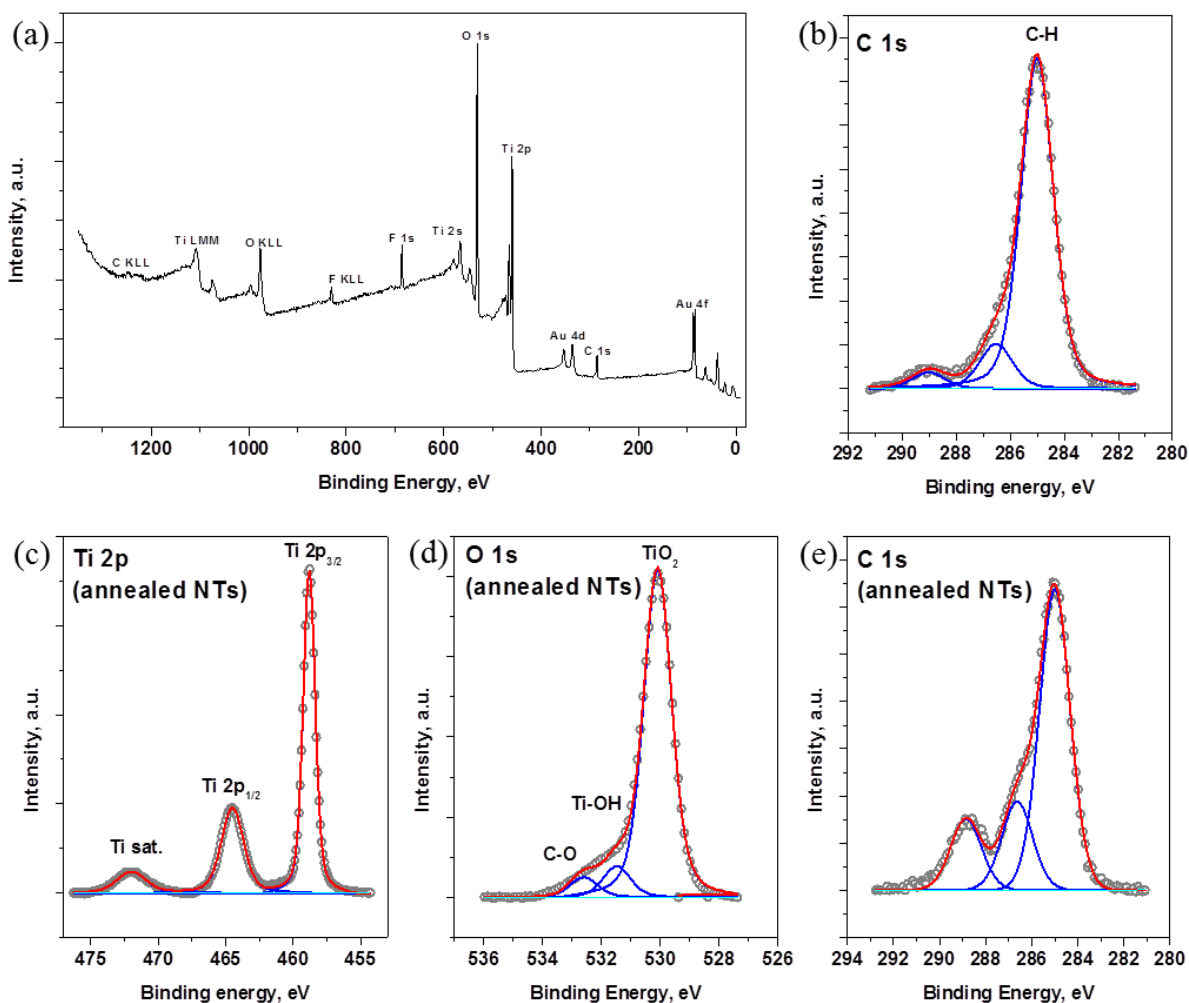 (a)
O 1s
Ti 2p
Ti LMM
O KLL
C KLL
F KLL
F 1s
Ti 2s
Au 4d
C 1s
Au 4f
Intensity, a.u.
1200 1000 800 600 400 200 0
Binding Energy, eV
(b)
C 1s
C-H
Intensity, a.u.
292 290 288 286 284 282 280
Binding energy, eV
(c)
Ti 2p
(annealed NTs)
Ti 2p3/2
Ti 2p1/2
Ti sat.
Intensity, a.u.
475 470 465 460 455
Binding energy, eV
(d)
O 1s
(annealed NTs)
TiO2
Ti-OH
C-O
Intensity, a.u.
536 534 532 530 528 526
Binding Energy, eV
(e)
C 1s
(annealed NTs)
Intensity, a.u.
294 292 290 288 286 284 282 280
Binding Energy, eV